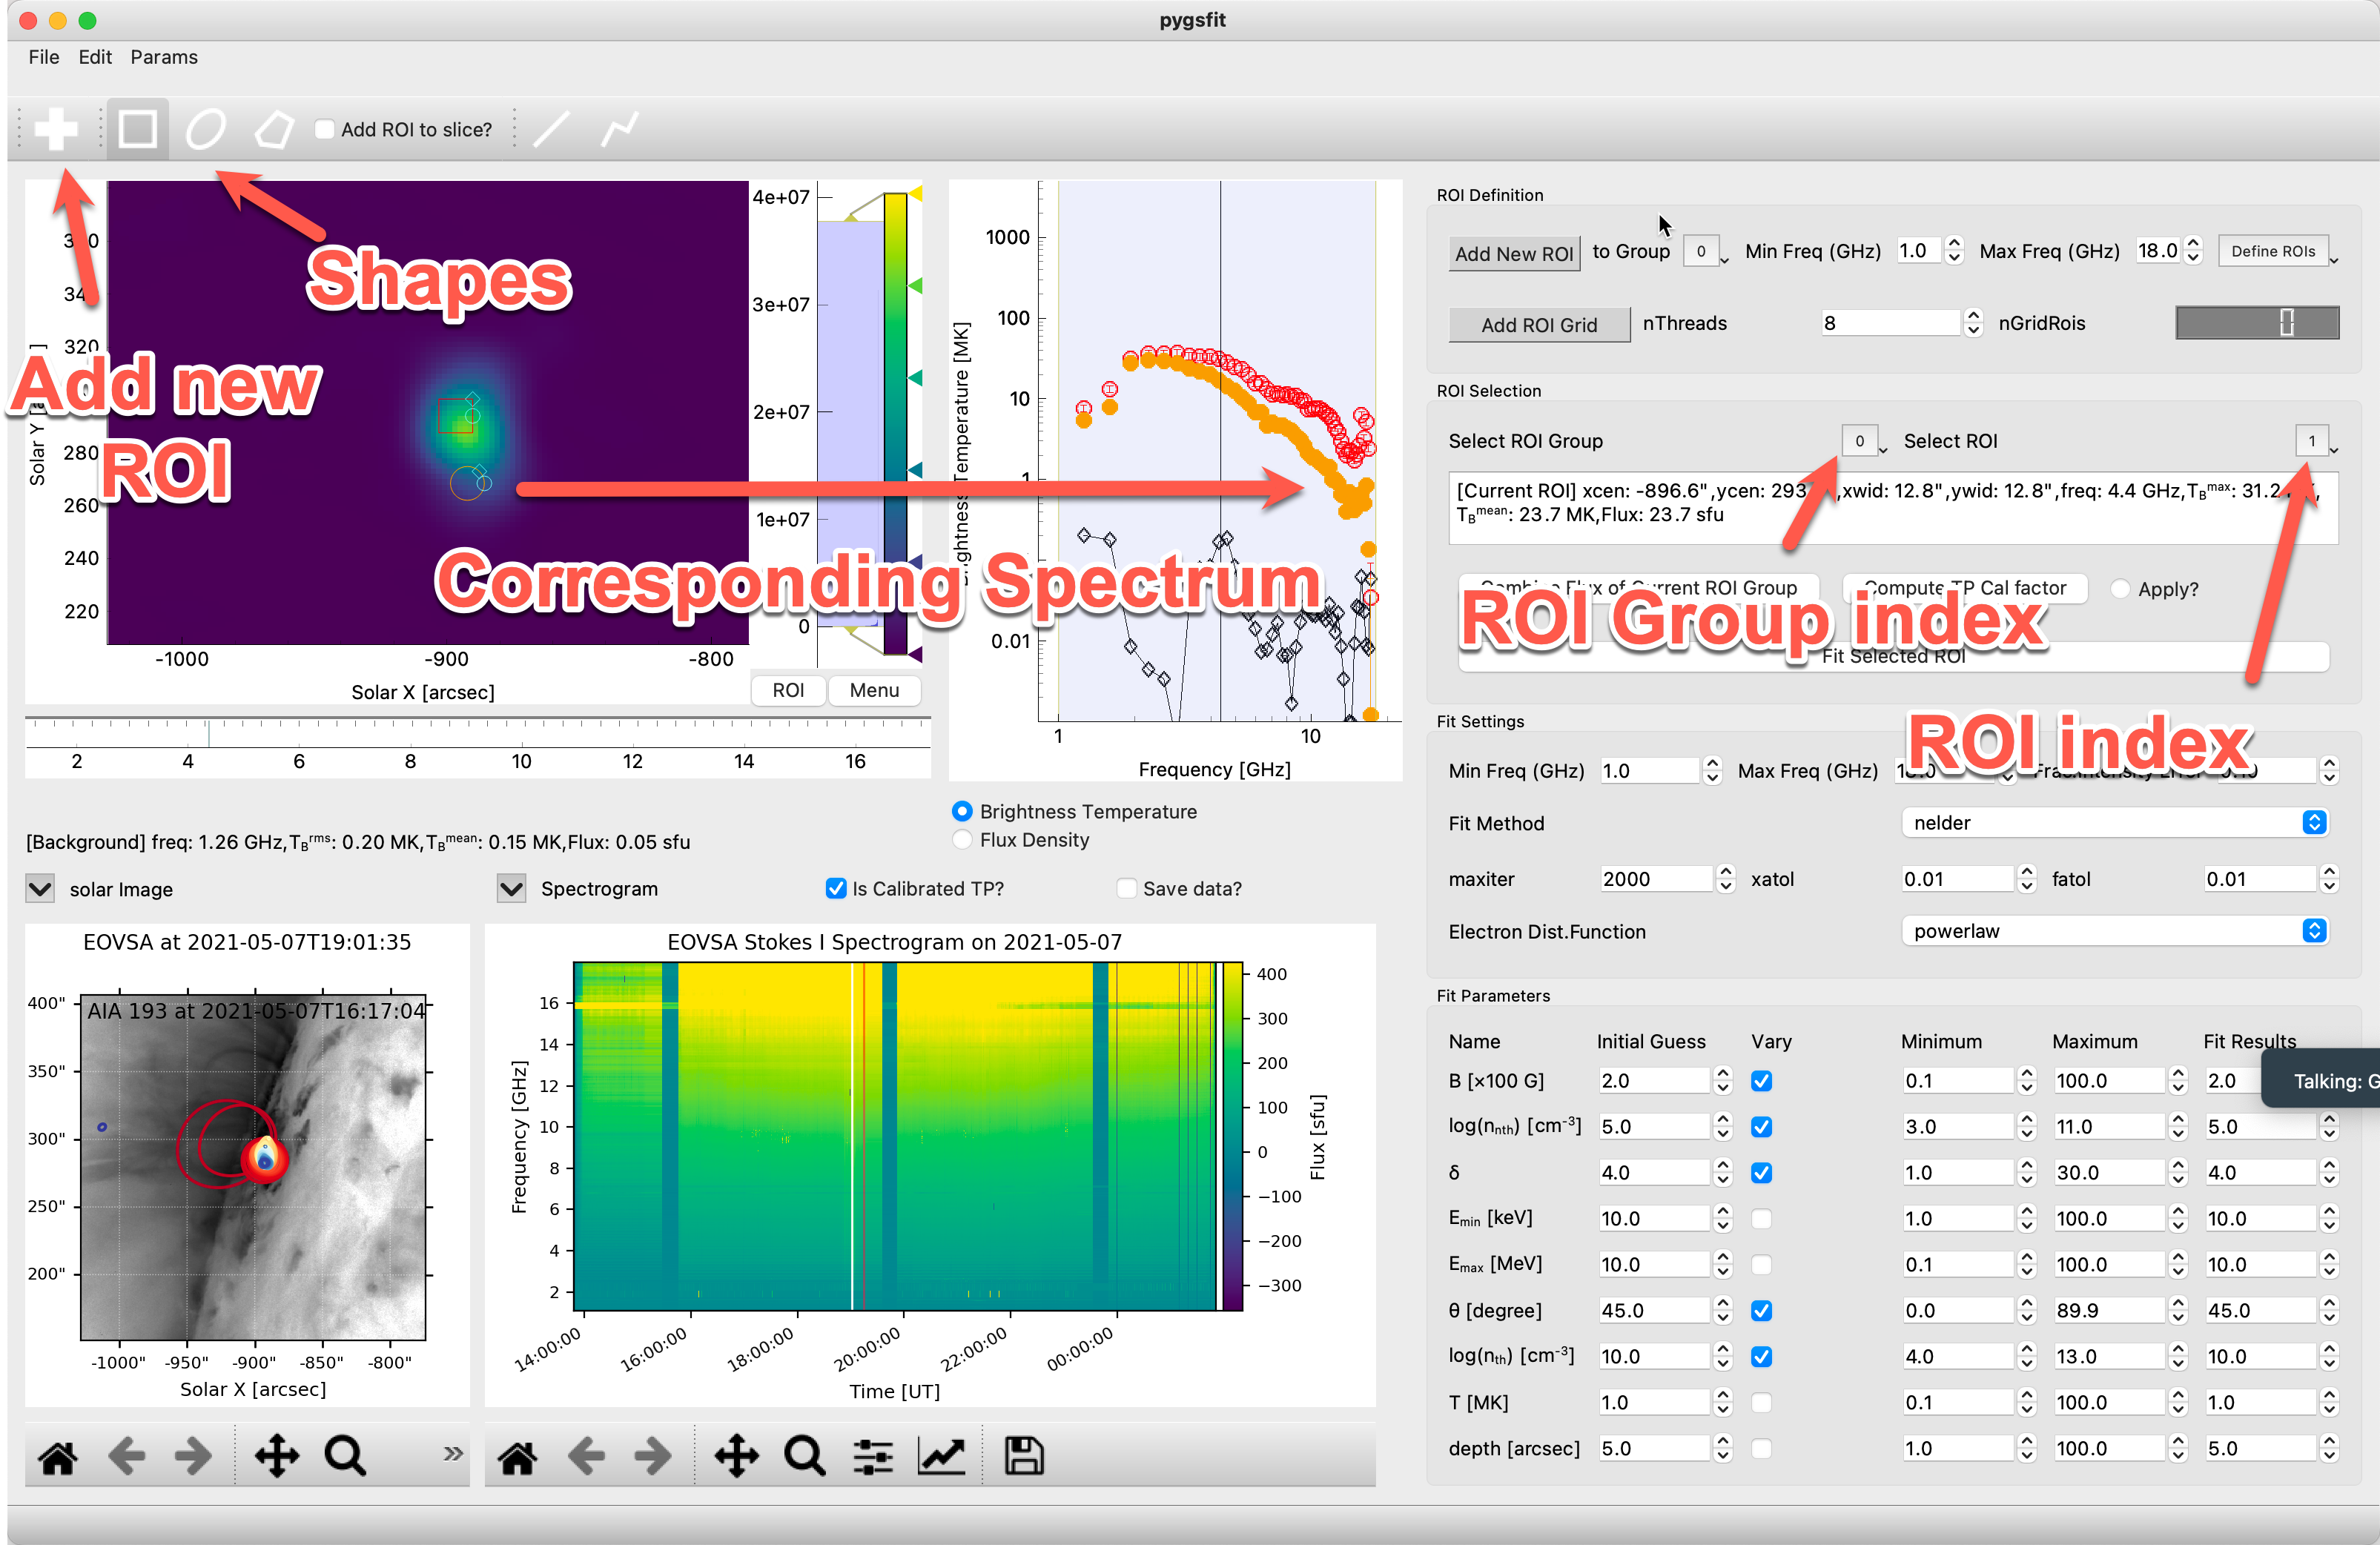 pygsfit
File Edit Params
Add ROI to slice?
Shapes
Add new
ROI
Corresponding Spectrum
4e+07
3e+07
2e+07
1e+07
0
320
280
260
240
220
-1000 -900 -800
Solar X [arcsec]
Solar Y
ROI Menu
2 4 6 8 10 12 14 16
1000
100
10
1
0.01
1 10
Frequency [GHz]
Temperature [MK]
Brightness Temperature
Flux Density
[Background] freq: 1.26 GHz,T_B^rms: 0.20 MK,T_B^mean: 0.15 MK,Flux: 0.05 sfu
solar Image
Spectrogram
Is Calibrated TP?
Save data?
EOVSA at 2021-05-07T19:01:35
AIA 193 at 2021-05-07T16:17:04
400"
350"
300"
250"
200"
-1000" -950" -900" -850" -800"
Solar X [arcsec]
EOVSA Stokes I Spectrogram on 2021-05-07
16
14
12
10
8
6
4
2
Frequency [GHz]
14:00:00 16:00:00 18:00:00 20:00:00 22:00:00 00:00:00
Time [UT]
400
300
200
100
0
−100
−200
−300
Flux [sfu]
ROI Definition
Add New ROI to Group 0 Min Freq (GHz) 1.0 Max Freq (GHz) 18.0 Define ROIs
Add ROI Grid nThreads 8 nGridRois 0
ROI Selection
Select ROI Group 0 Select ROI 1
[Current ROI] xcen: -896.6",ycen: 293 ,xwid: 12.8",ywid: 12.8",freq: 4.4 GHz,T_B^max: 31.2
T_B^mean: 23.7 MK,Flux: 23.7 sfu
Combine Flux of Current ROI Group Compute TP Cal factor Apply?
ROI Group index
Fit Selected ROI
ROI index
Fit Settings
Min Freq (GHz) 1.0 Max Freq (GHz)
Fit Method nelder
maxiter 2000 xatol 0.01 fatol 0.01
Electron Dist.Function powerlaw
Fit Parameters
Name Initial Guess Vary Minimum Maximum Fit Results
B [×100 G] 2.0 0.1 100.0 2.0
Talking: G
log(nₙₜₕ) [cm⁻³] 5.0 3.0 11.0 5.0
δ 4.0 1.0 30.0 4.0
Eₘᵢₙ [keV] 10.0 1.0 100.0 10.0
Eₘₐₓ [MeV] 10.0 0.1 100.0 10.0
θ [degree] 45.0 0.0 89.9 45.0
log(nₜₕ) [cm⁻³] 10.0 4.0 13.0 10.0
T [MK] 1.0 0.1 100.0 1.0
depth [arcsec] 5.0 1.0 100.0 5.0